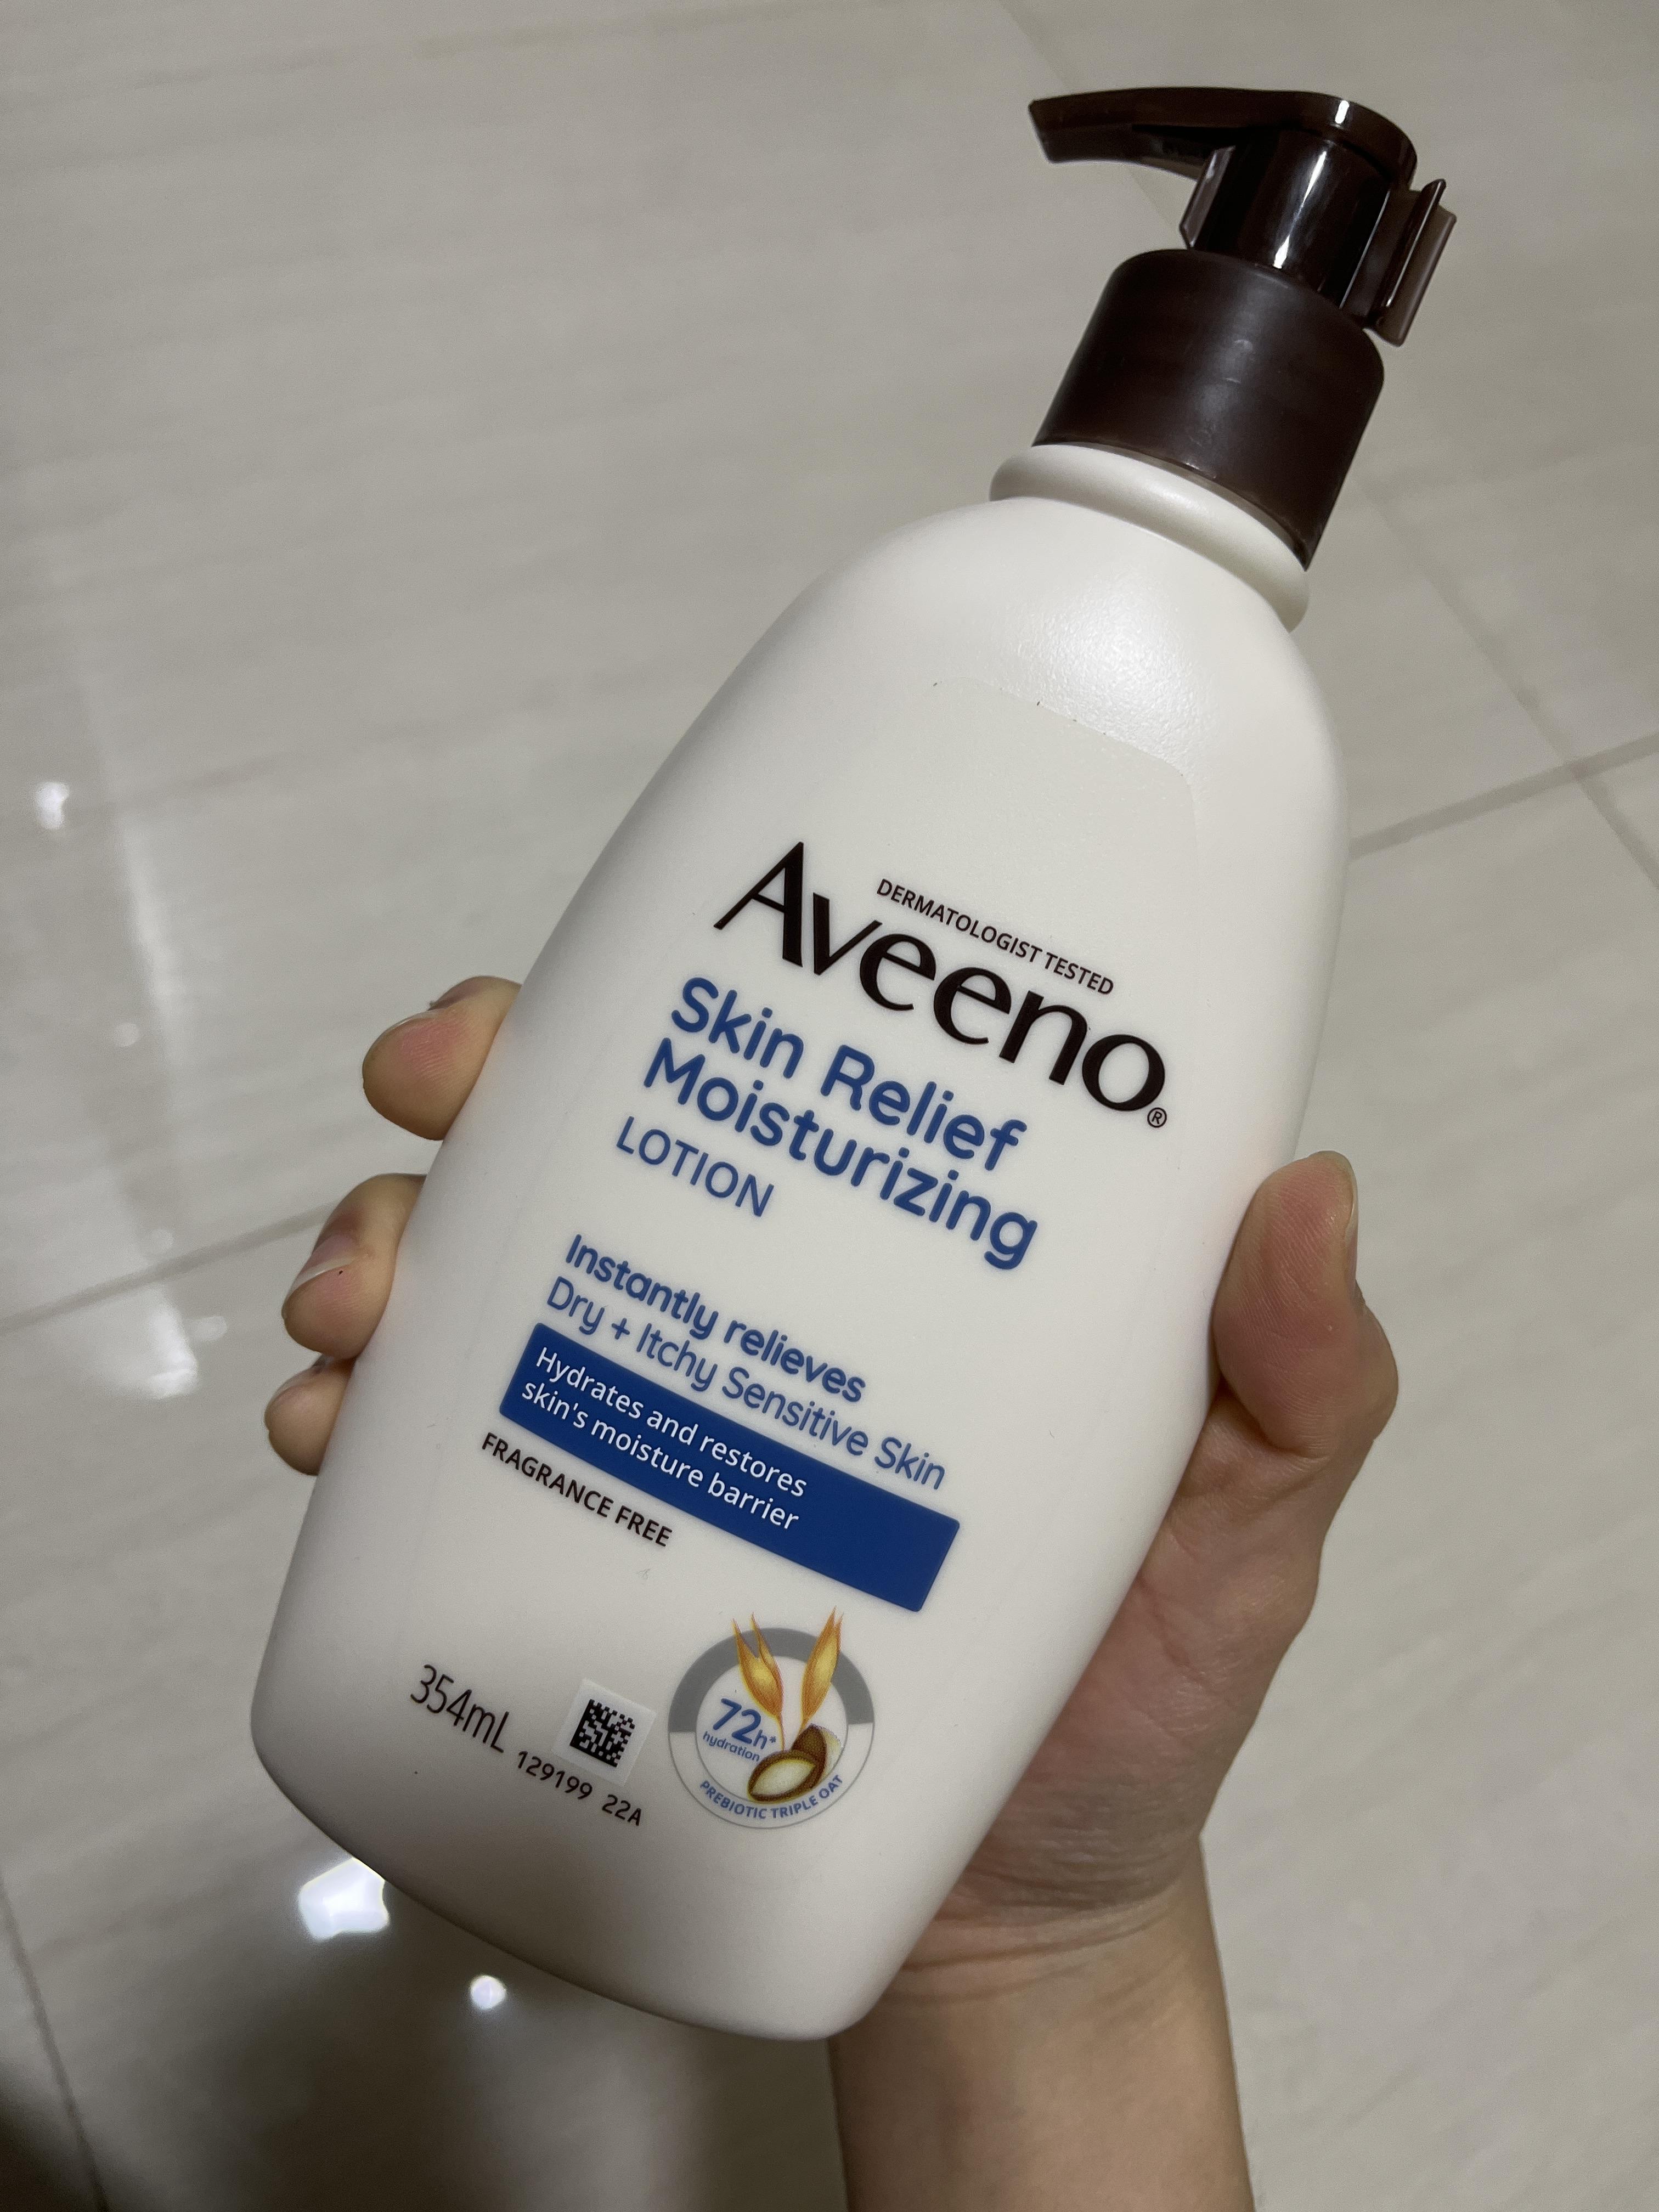 DERMATOLOGIST TESTED
Aveeno®
Skin Relief
Moisturizing
LOTION
Instantly relieves
Dry + Itchy Sensitive Skin
Hydrates and restores
skin's moisture barrier
FRAGRANCE FREE
354mL
129199 22A
72h*
hydration
PREBIOTIC TRIPLE OAT